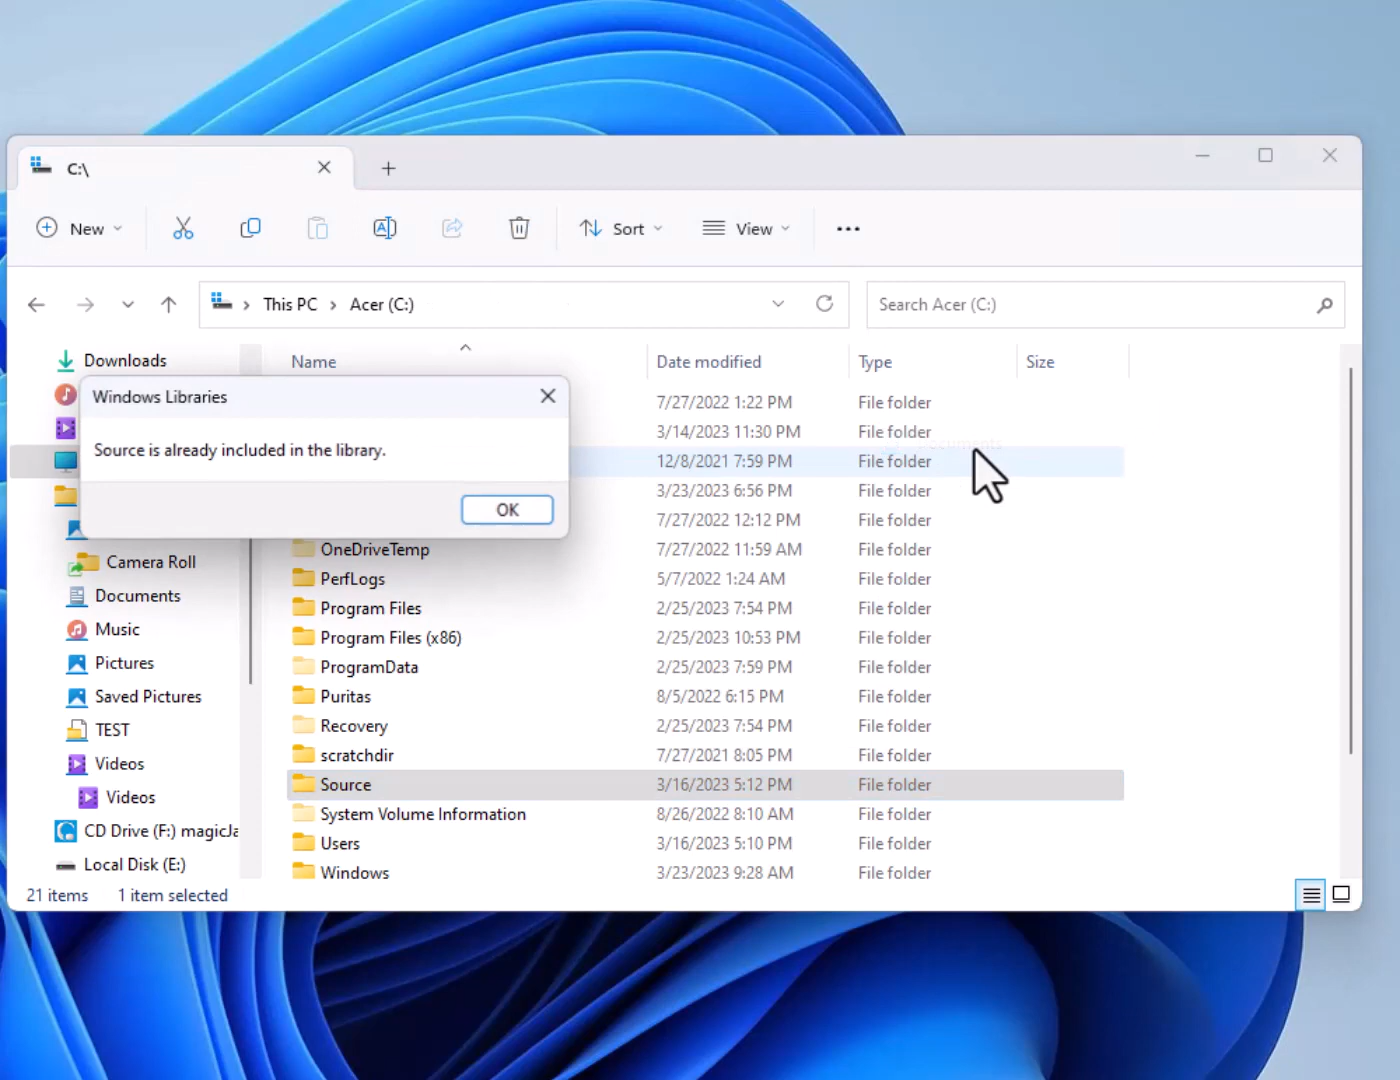 C:\
New
Sort
View
This PC
Acer (C:)
Search Acer (C:)
Downloads
Name
Date modified
Type
Size
Windows Libraries
Source is already included in the library.
OK
7/27/2022 1:22 PM File folder
3/14/2023 11:30 PM File folder
12/8/2021 7:59 PM File folder
3/23/2023 6:56 PM File folder
7/27/2022 12:12 PM File folder
OneDriveTemp 7/27/2022 11:59 AM File folder
PerfLogs 5/7/2022 1:24 AM File folder
Program Files 2/25/2023 7:54 PM File folder
Program Files (x86) 2/25/2023 10:53 PM File folder
ProgramData 2/25/2023 7:59 PM File folder
Puritas 8/5/2022 6:15 PM File folder
Recovery 2/25/2023 7:54 PM File folder
scratchdir 7/27/2021 8:05 PM File folder
Source 3/16/2023 5:12 PM File folder
System Volume Information 8/26/2022 8:10 AM File folder
Users 3/16/2023 5:10 PM File folder
Windows 3/23/2023 9:28 AM File folder
Camera Roll
Documents
Music
Pictures
Saved Pictures
TEST
Videos
Videos
CD Drive (F:) magicJa
Local Disk (E:)
21 items
1 item selected